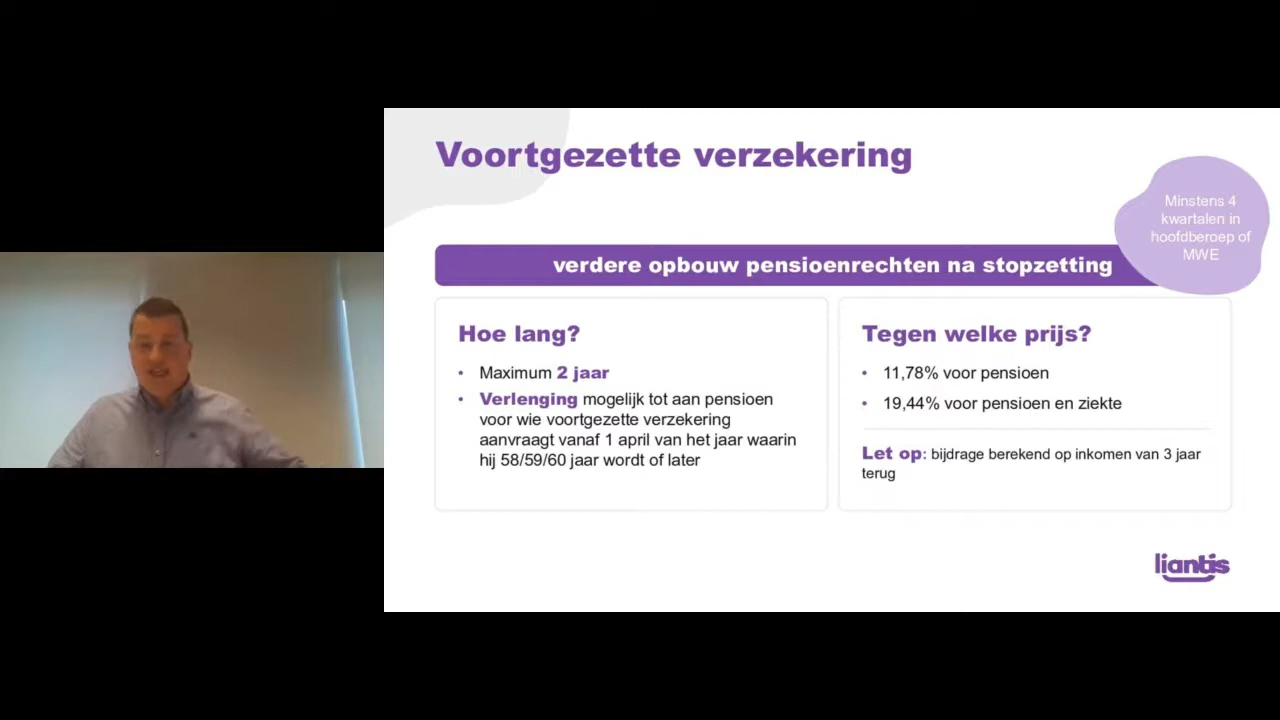 Voortgezette verzekering
Minstens 4
kwartalen in
hoofdberoep of
MWE
verdere opbouw pensioenrechten na stopzetting
Hoe lang?
• Maximum 2 jaar
• Verlenging mogelijk tot aan pensioen
voor wie voortgezette verzekering
aanvraagt vanaf 1 april van het jaar waarin
hij 58/59/60 jaar wordt of later
Tegen welke prijs?
• 11,78% voor pensioen
• 19,44% voor pensioen en ziekte
Let op: bijdrage berekend op inkomen van 3 jaar
terug
liantis